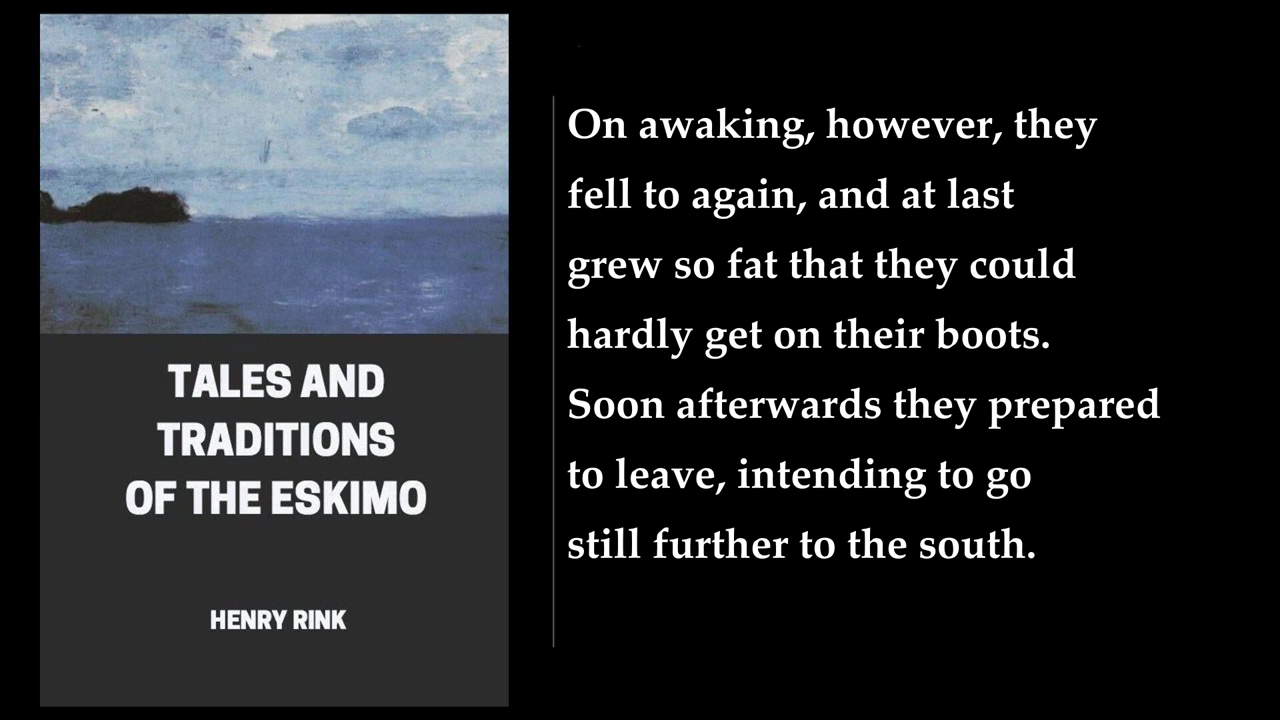 TALES AND
TRADITIONS
OF THE ESKIMO
HENRY RINK
On awaking, however, they
fell to again, and at last
grew so fat that they could
hardly get on their boots.
Soon afterwards they prepared
to leave, intending to go
still further to the south.